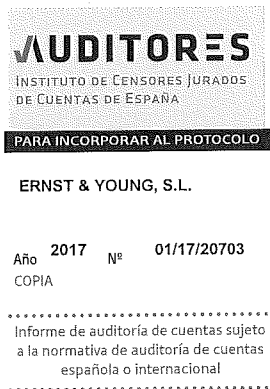 AUDITORES
INSTITUTO DE CENSORES JURADOS
DE CUENTAS DE ESPAÑA
PARA INCORPORAR AL PROTOCOLO
ERNST & YOUNG, S.L.
Año 2017 Nº 01/17/20703
COPIA
Informe de auditoría de cuentas sujeto
a la normativa de auditoría de cuentas
española o internacional